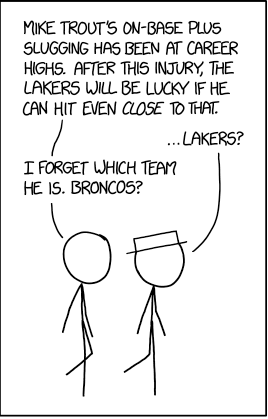 MIKE TROUT'S ON-BASE PLUS
SLUGGING HAS BEEN AT CAREER
HIGHS. AFTER THIS INJURY, THE
LAKERS WILL BE LUCKY IF HE
CAN HIT EVEN CLOSE TO THAT.
...LAKERS?
I FORGET WHICH TEAM
HE IS. BRONCOS?